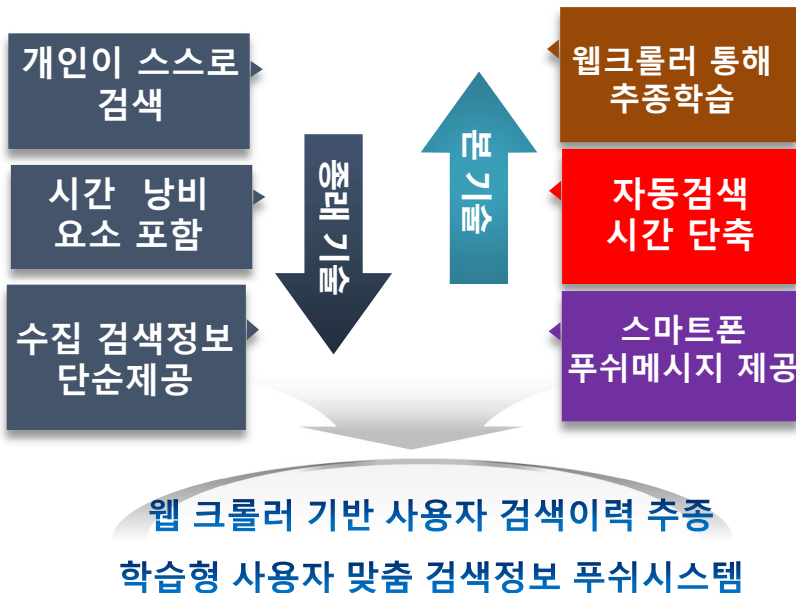 개인이 스스로
검색
시간 낭비
요소 포함
수집 검색정보
단순제공
종래 기술
본 기술
웹크롤러 통해
추종학습
자동검색
시간 단축
스마트폰
푸쉬메시지 제공
웹 크롤러 기반 사용자 검색이력 추종
학습형 사용자 맞춤 검색정보 푸쉬시스템